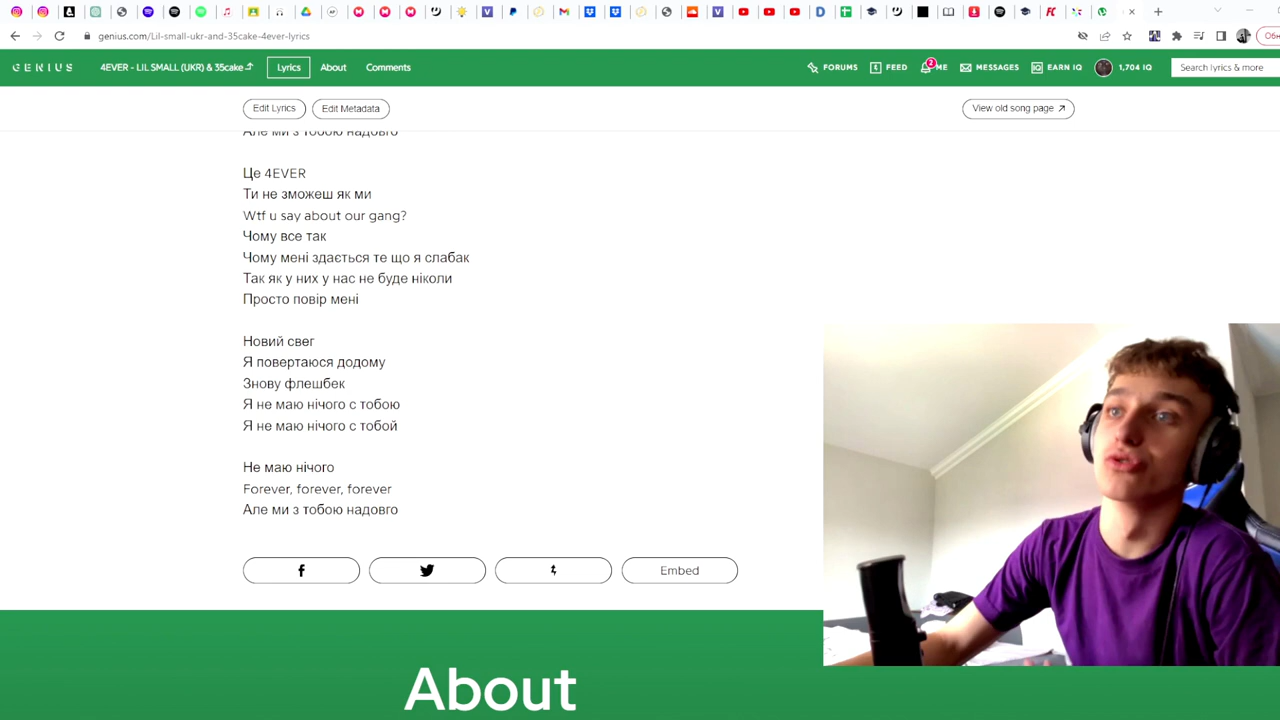 genius.com/Lil-small-ukr-and-35cake-4ever-lyrics
GENIUS
4EVER - LIL SMALL (UKR) & 35cake
Lyrics
About
Comments
FORUMS
FEED
2
ME
MESSAGES
EARN IQ
1,704 IQ
Search lyrics & more
Edit Lyrics
Edit Metadata
View old song page
Але ми з тобою надовго
Це 4EVER
Ти не зможеш як ми
Wtf u say about our gang?
Чому все так
Чому мені здається те що я слабак
Так як у них у нас не буде ніколи
Просто повір мені
Новий свег
Я повертаюся додому
Знову флешбек
Я не маю нічого с тобою
Я не маю нічого с тобой
Не маю нічого
Forever, forever, forever
Але ми з тобою надовго
Embed
About